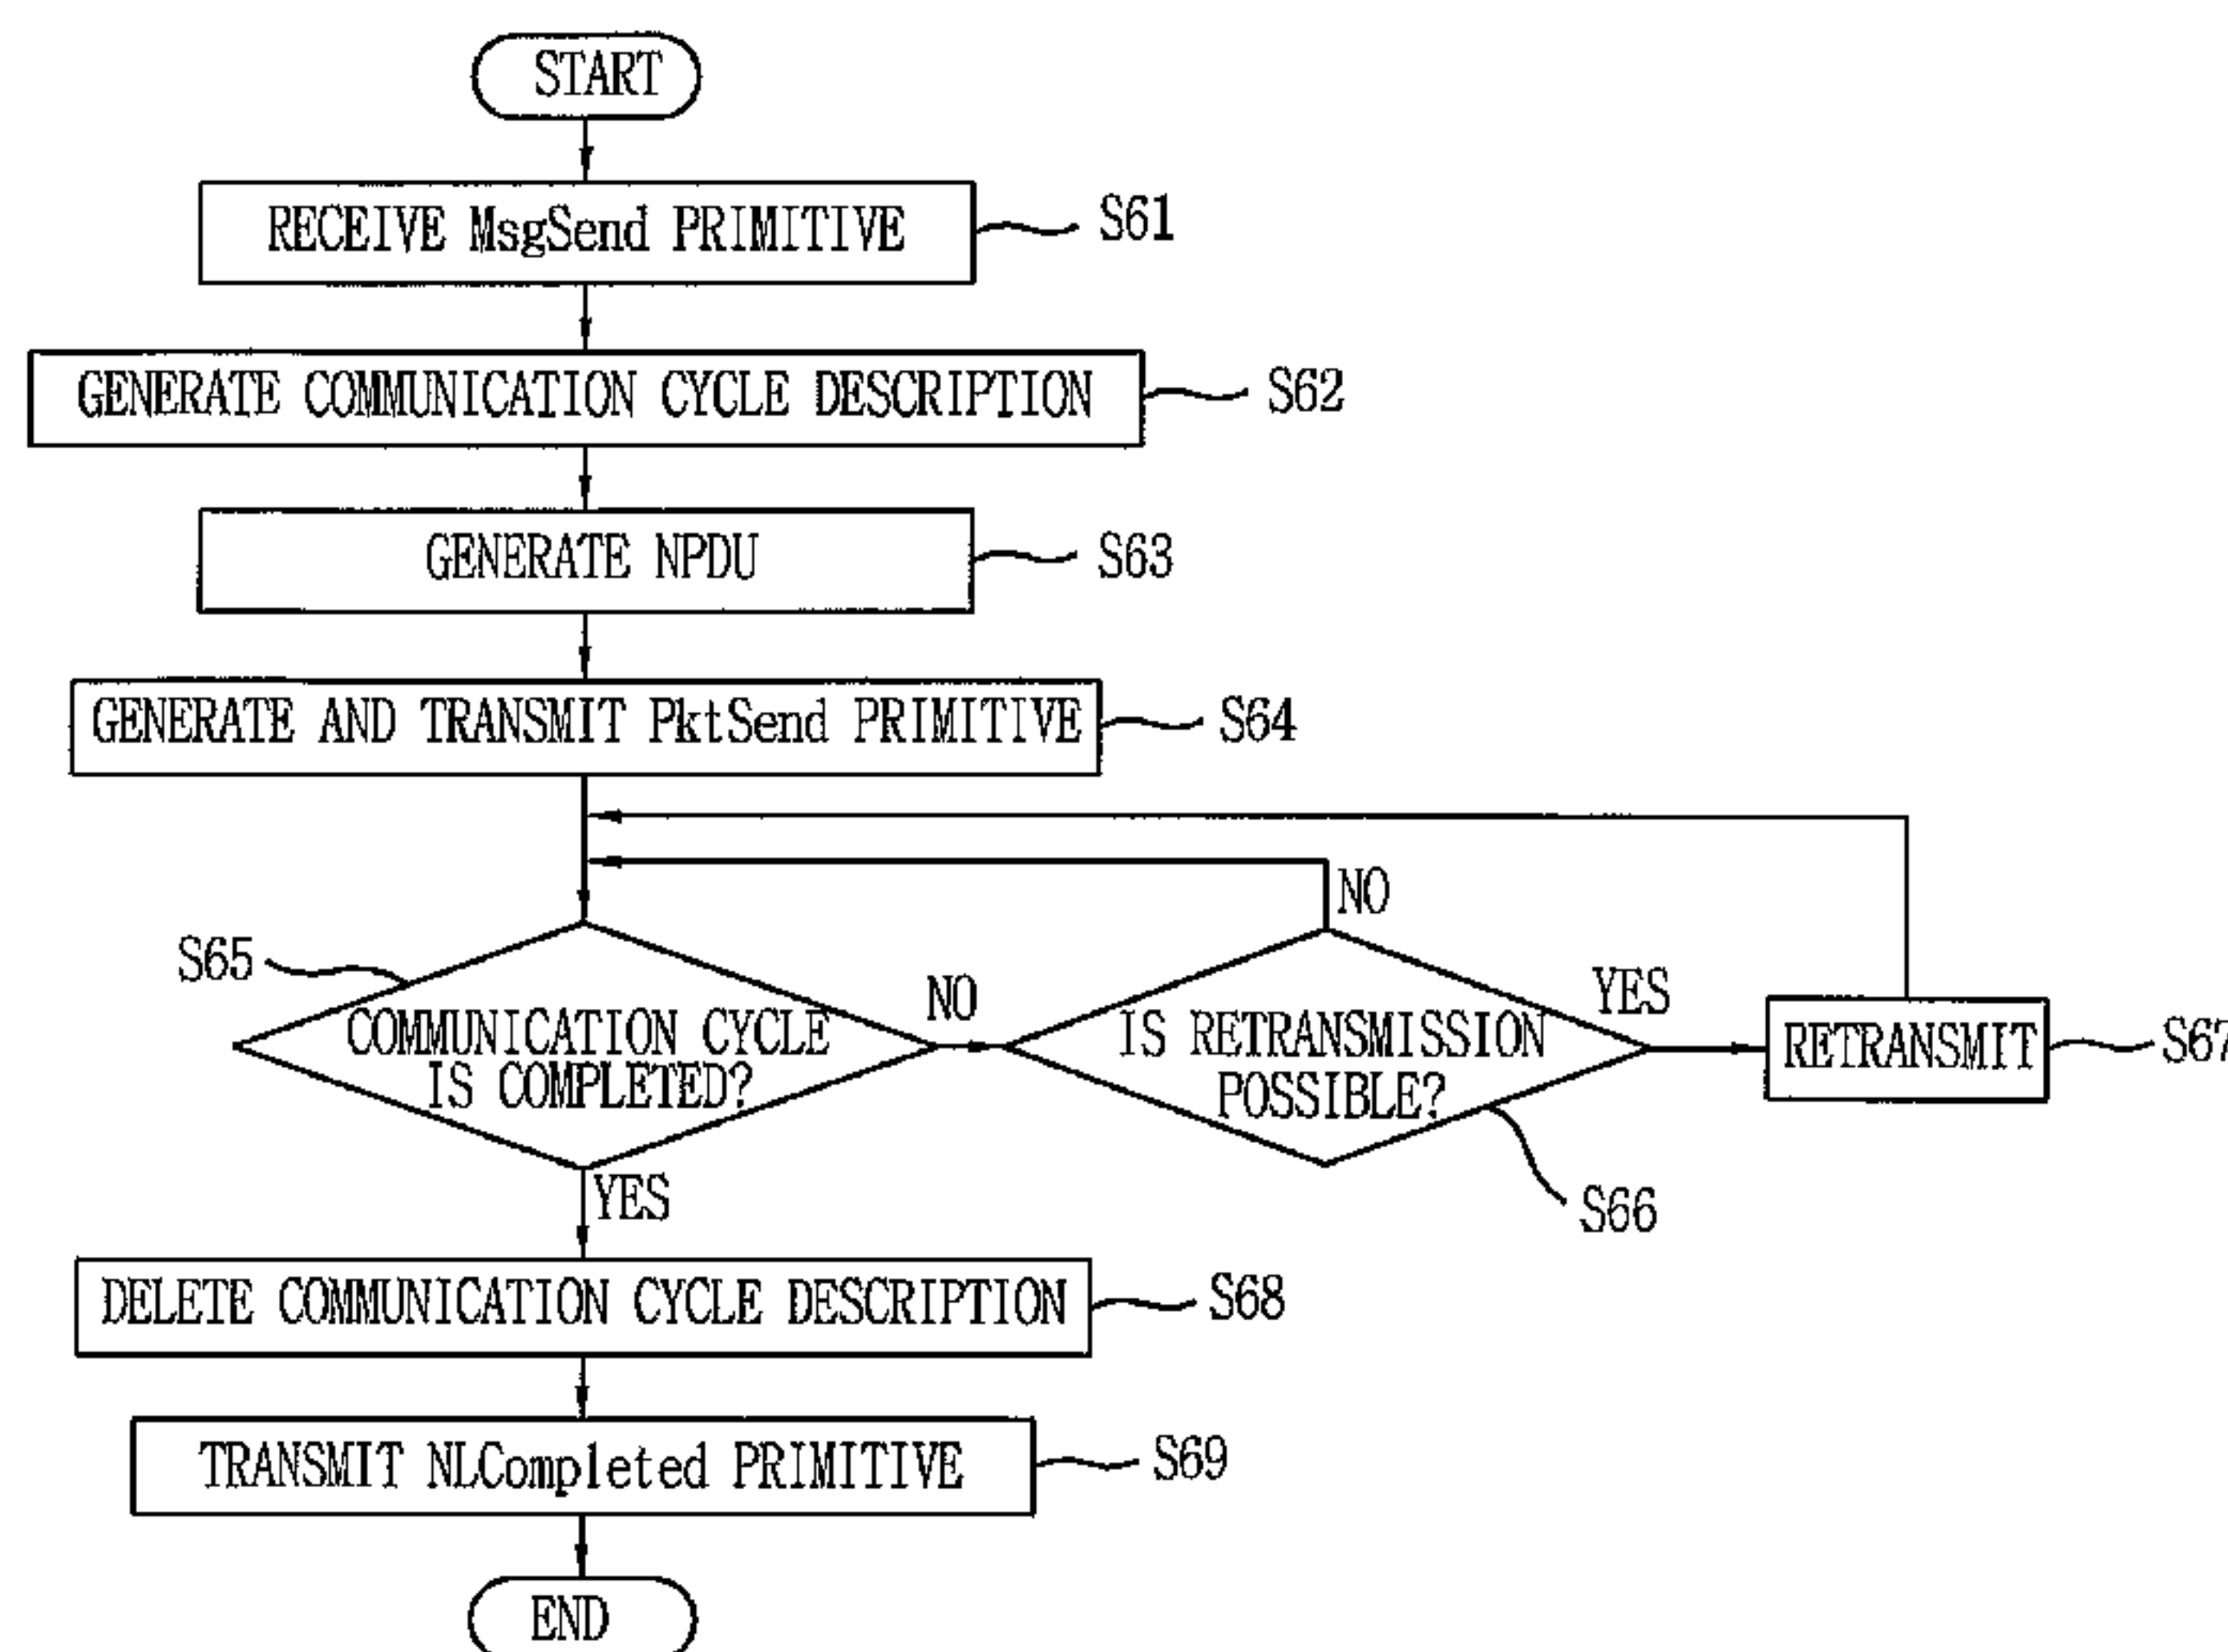 START
RECEIVE MsgSend PRIMITIVE
S61
GENERATE COMMUNICATION CYCLE DESCRIPTION
S62
GENERATE NPDU
S63
GENERATE AND TRANSMIT PktSend PRIMITIVE
S64
NO
S65
COMMUNICATION CYCLE
IS COMPLETED?
NO
IS RETRANSMISSION
POSSIBLE?
YES
RETRANSMIT
S67
S66
YES
DELETE COMMUNICATION CYCLE DESCRIPTION
S68
TRANSMIT NLCompleted PRIMITIVE
S69
END